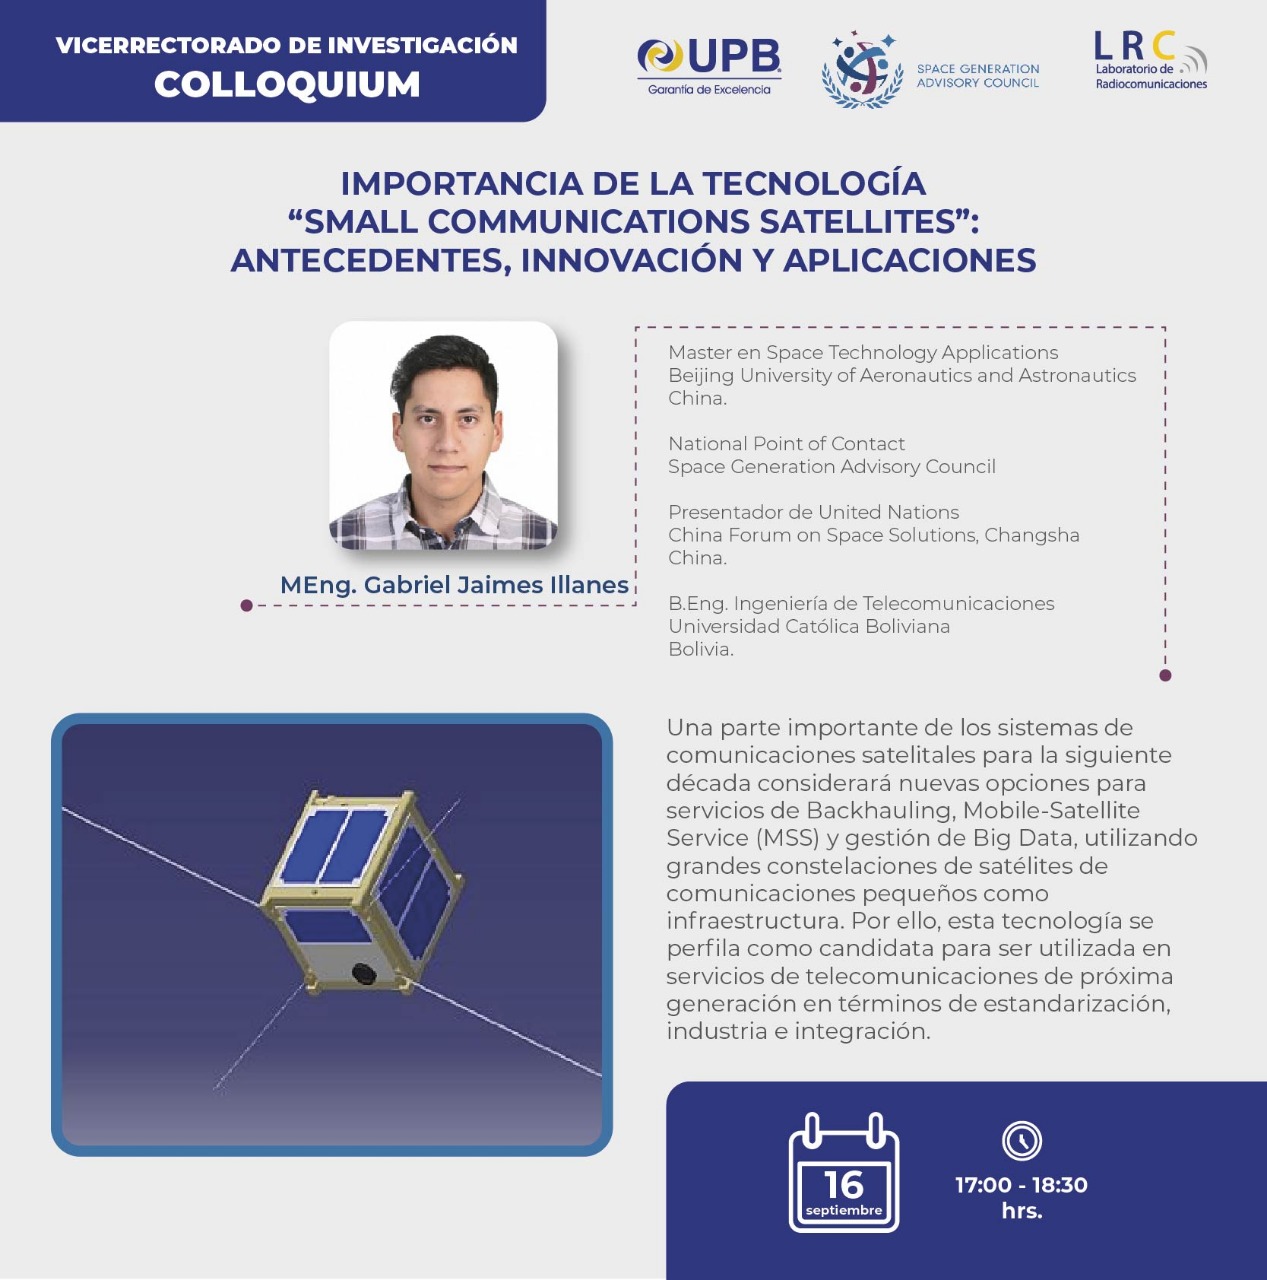 VICERRECTORADO DE INVESTIGACIÓN
COLLOQUIUM
UPB
Garantía de Excelencia
SPACE GENERATION
ADVISORY COUNCIL
LRC
Laboratorio de
Radiocomunicaciones
IMPORTANCIA DE LA TECNOLOGÍA
“SMALL COMMUNICATIONS SATELLITES”:
ANTECEDENTES, INNOVACIÓN Y APLICACIONES
MEng. Gabriel Jaimes Illanes
Master en Space Technology Applications
Beijing University of Aeronautics and Astronautics
China.
National Point of Contact
Space Generation Advisory Council
Presentador de United Nations
China Forum on Space Solutions, Changsha
China.
B.Eng. Ingeniería de Telecomunicaciones
Universidad Católica Boliviana
Bolivia.
Una parte importante de los sistemas de
comunicaciones satelitales para la siguiente
década considerará nuevas opciones para
servicios de Backhauling, Mobile-Satellite
Service (MSS) y gestión de Big Data, utilizando
grandes constelaciones de satélites de
comunicaciones pequeños como
infraestructura. Por ello, esta tecnología se
perfila como candidata para ser utilizada en
servicios de telecomunicaciones de próxima
generación en términos de estandarización,
industria e integración.
16
septiembre
17:00 - 18:30
hrs.